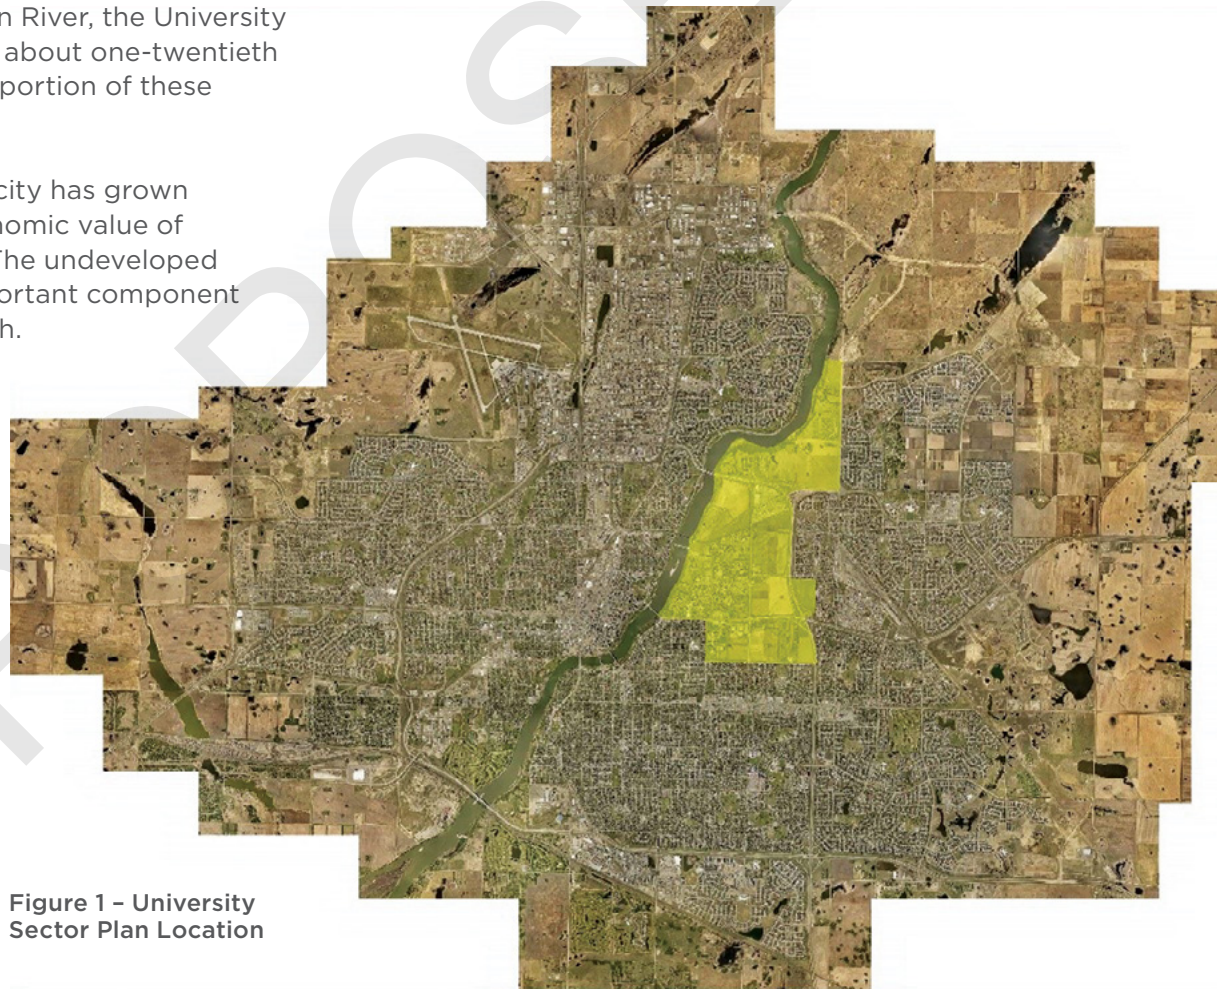 n River, the University
about one-twentieth
portion of these
city has grown
nomic value of
The undeveloped
portant component
h.
Figure 1 – University
Sector Plan Location